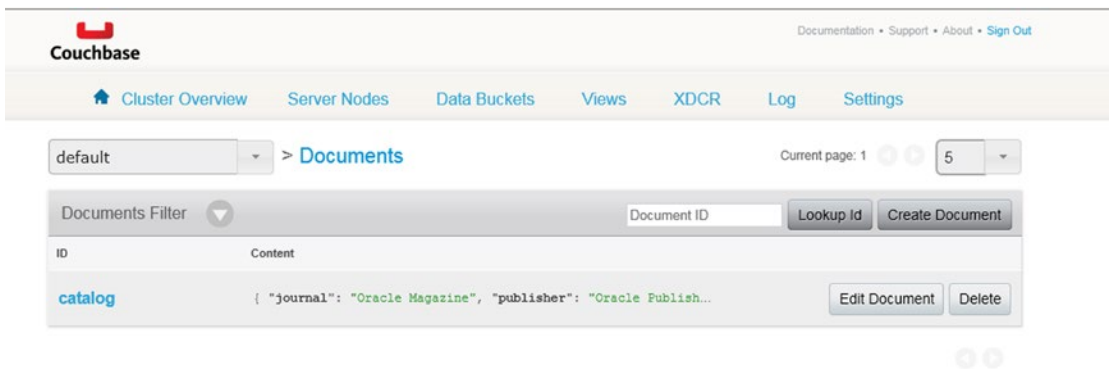 Couchbase
Documentation • Support • About • Sign Out
Cluster Overview Server Nodes Data Buckets Views XDCR Log Settings
default > Documents Current page: 1 5
Documents Filter Document ID Lookup Id Create Document
ID Content
catalog { "journal": "Oracle Magazine", "publisher": "Oracle Publish... Edit Document Delete